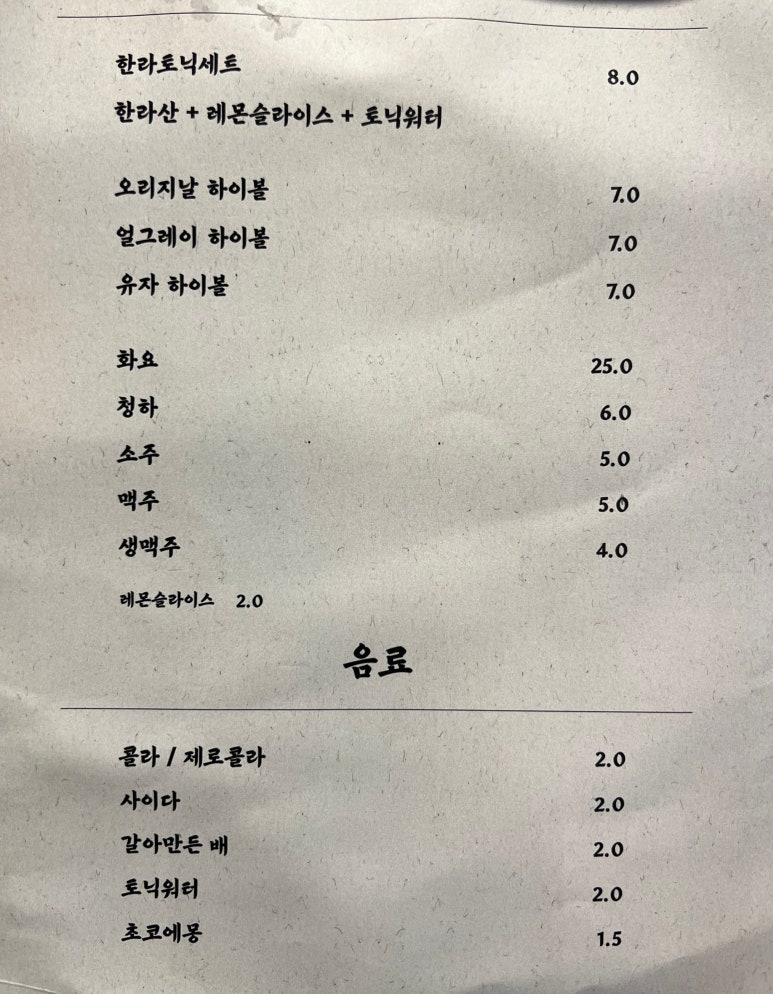 한라토닉세트 8.0
한라산 + 레몬슬라이스 + 토닉워터
오리지날 하이볼 7.0
얼그레이 하이볼 7.0
유자 하이볼 7.0
화요 25.0
청하 6.0
소주 5.0
맥주 5.0
생맥주 4.0
레몬슬라이스 2.0
음료
콜라 / 제로콜라 2.0
사이다 2.0
갈아만든 배 2.0
토닉워터 2.0
초코에몽 1.5